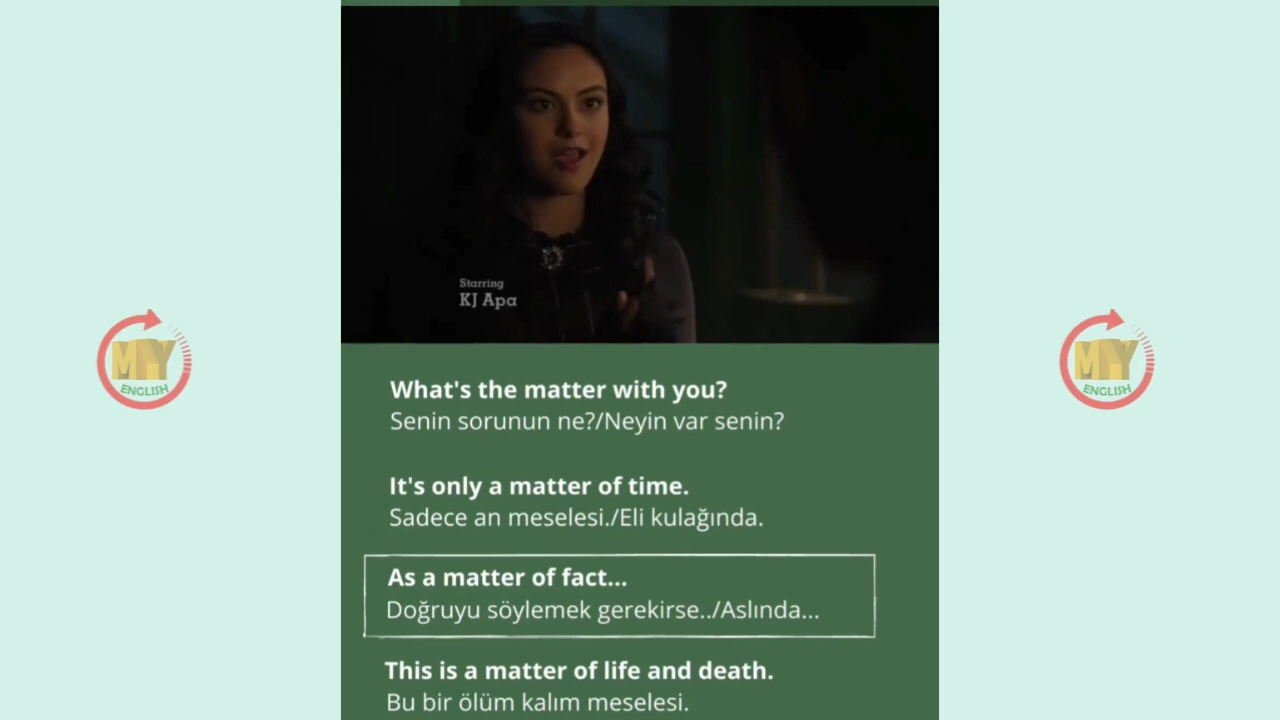 Starring
KJ Apa
MY
ENGLISH
MY
ENGLISH
What's the matter with you?
Senin sorunun ne?/Neyin var senin?
It's only a matter of time.
Sadece an meselesi./Eli kulağında.
As a matter of fact...
Doğruyu söylemek gerekirse../Aslında...
This is a matter of life and death.
Bu bir ölüm kalım meselesi.